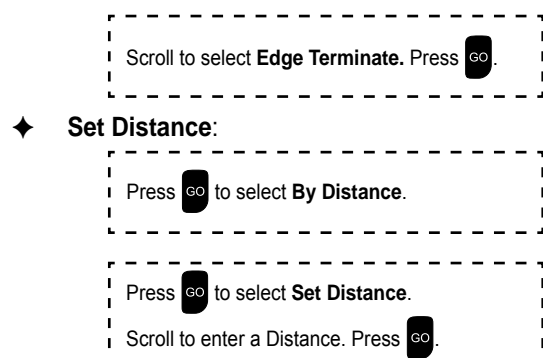 Scroll to select Edge Terminate. Press GO.
✦ Set Distance:
Press GO to select By Distance.
Press GO to select Set Distance.
Scroll to enter a Distance. Press GO.